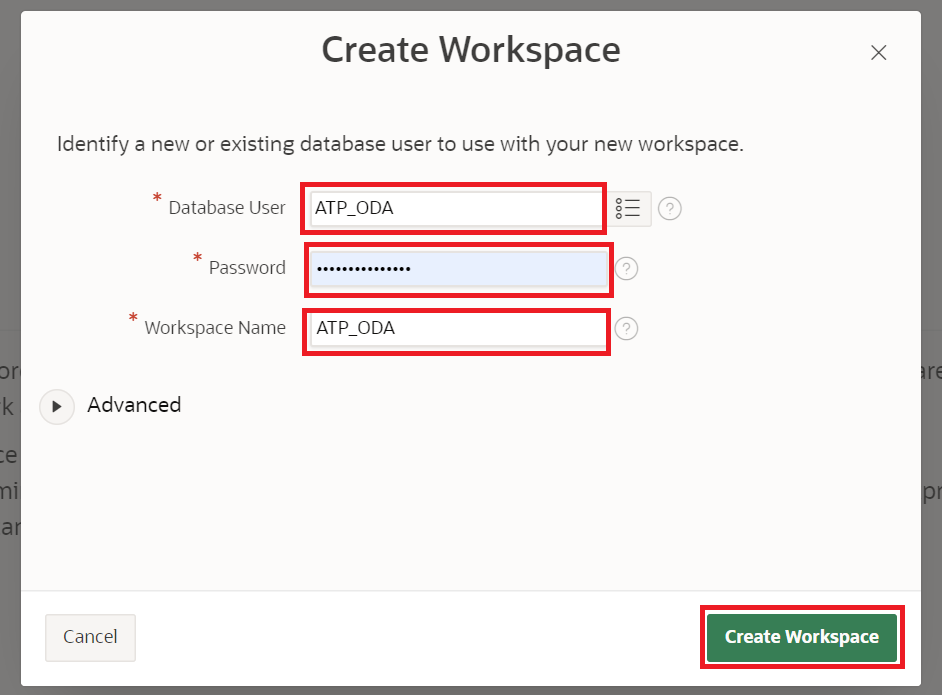 Create Workspace
Identify a new or existing database user to use with your new workspace.
* Database User ATP_ODA ?
* Password ••••••••••••••• ?
* Workspace Name ATP_ODA ?
Advanced
Cancel Create Workspace